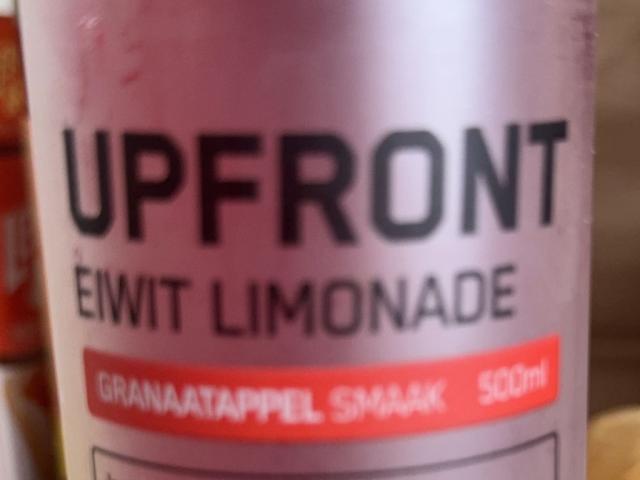 UPFRONT
EIWIT LIMONADE
GRANAATAPPEL SMAAK 500ml